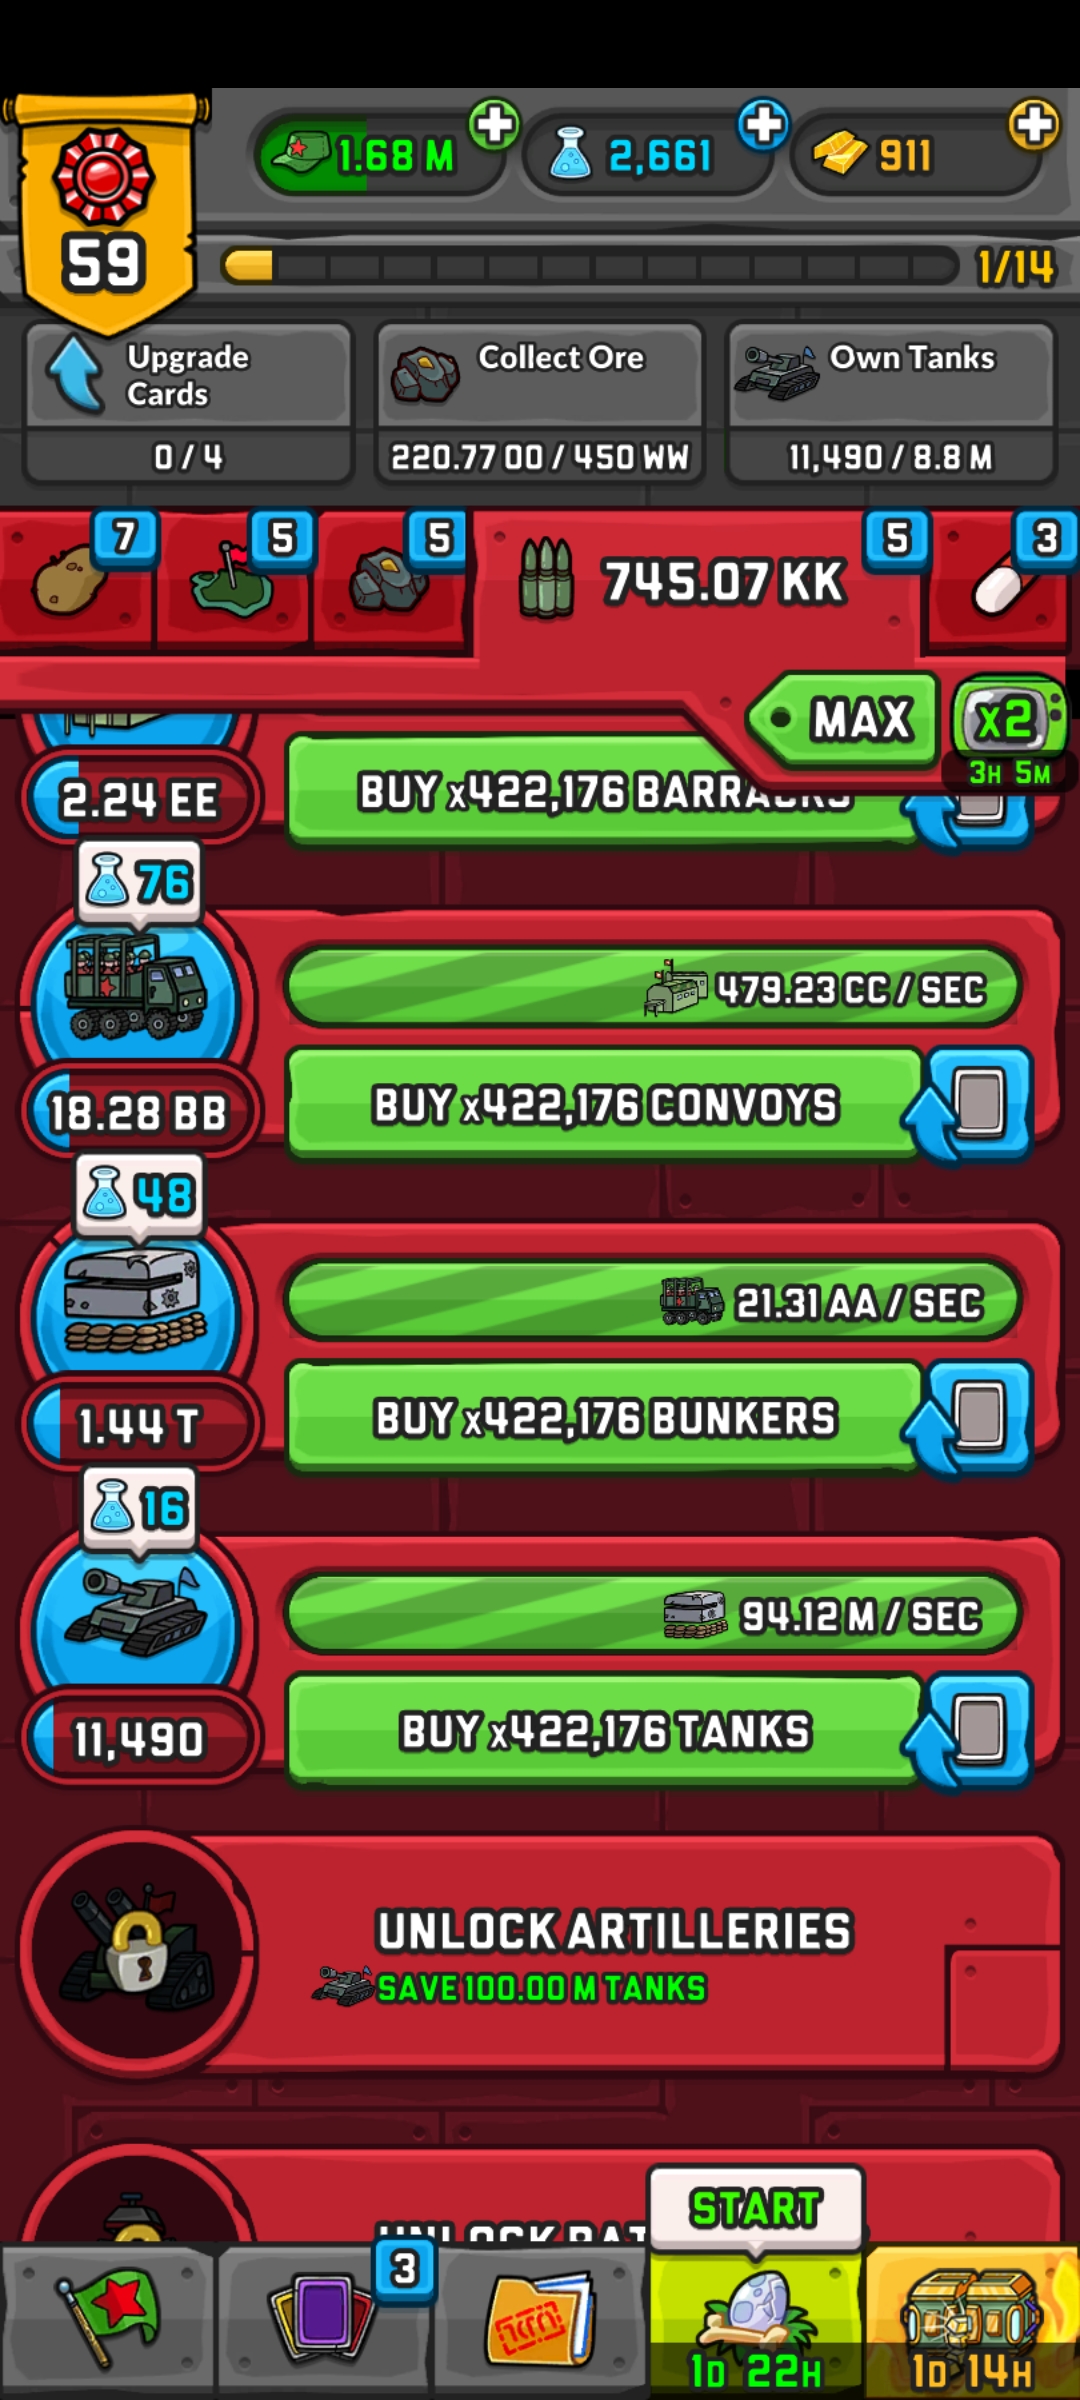 1.68 M
2,661
911
59
1/14
Upgrade
Cards
0 / 4
Collect Ore
220.77 OO / 450 WW
Own Tanks
11,490 / 8.8 M
7
5
5
745.07 KK
5
3
MAX
x2
3H 5M
2.24 EE
BUY x422,176 BARRACKS
76
479.23 CC / SEC
18.28 BB
BUY x422,176 CONVOYS
48
21.31 AA / SEC
1.44 T
BUY x422,176 BUNKERS
16
94.12 M / SEC
11,490
BUY x422,176 TANKS
UNLOCK ARTILLERIES
SAVE 100.00 M TANKS
UNLOCK
START
3
1D 22H
1D 14H